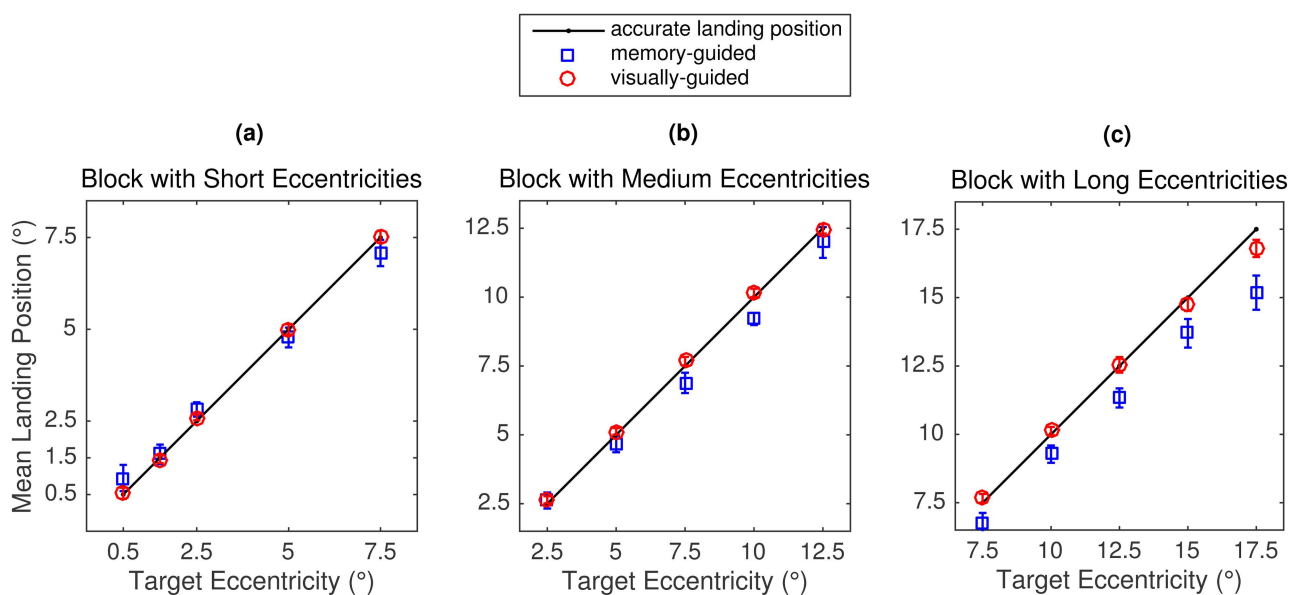 accurate landing position
memory-guided
visually-guided
(a)
(b)
(c)
Block with Short Eccentricities
Block with Medium Eccentricities
Block with Long Eccentricities
Mean Landing Position (°)
7.5
5
2.5
1.5
0.5
0.5 2.5 5 7.5
Target Eccentricity (°)
12.5
10
7.5
5
2.5
2.5 5 7.5 10 12.5
Target Eccentricity (°)
17.5
15
12.5
10
7.5
7.5 10 12.5 15 17.5
Target Eccentricity (°)